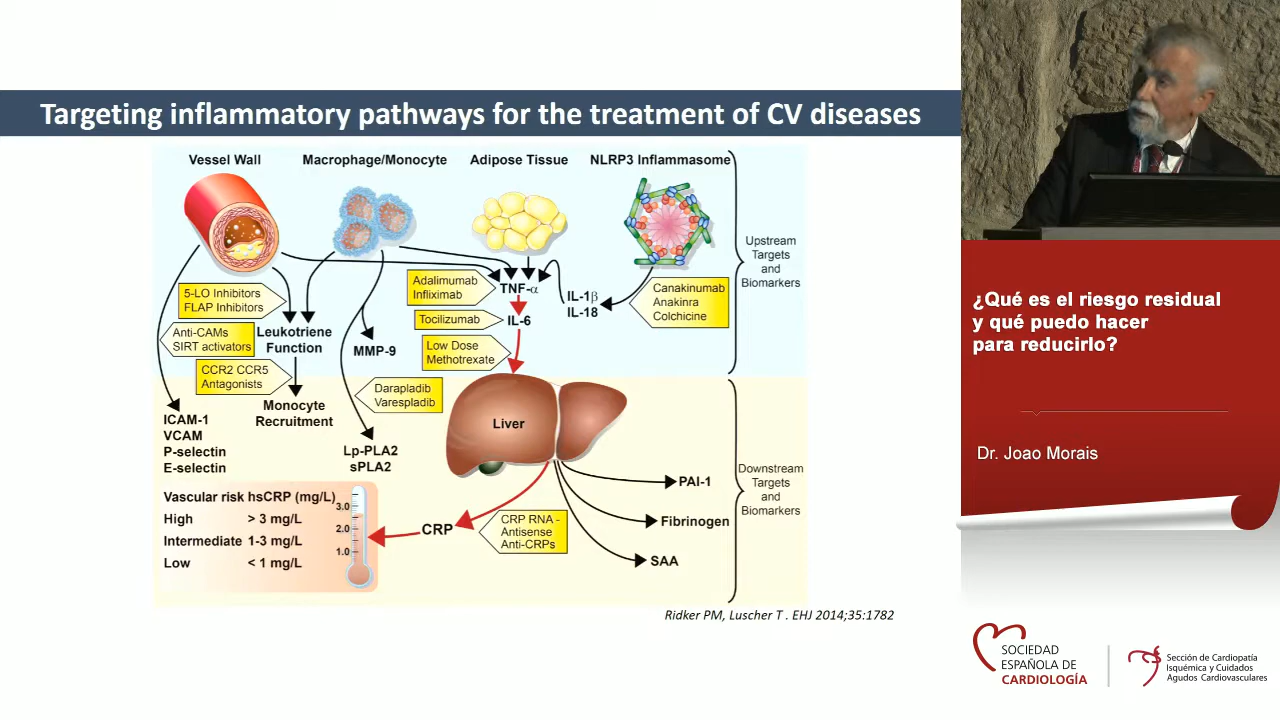 Targeting inflammatory pathways for the treatment of CV diseases
Vessel Wall
Macrophage/Monocyte
Adipose Tissue
NLRP3 Inflammasome
Upstream
Targets
and
Biomarkers
Adalimumab
Infliximab
TNF-α
IL-1β
IL-18
Canakinumab
Anakinra
Colchicine
5-LO Inhibitors
FLAP Inhibitors
Tocilizumab
IL-6
Anti-CAMs
SIRT activators
Leukotriene
Function
MMP-9
Low Dose
Methotrexate
CCR2 CCR5
Antagonists
Darapladib
Varespladib
Monocyte
Recruitment
ICAM-1
VCAM
P-selectin
E-selectin
Lp-PLA2
sPLA2
Liver
Downstream
Targets
and
Biomarkers
PAI-1
Fibrinogen
SAA
CRP
CRP RNA -
Antisense
Anti-CRPs
Vascular risk hsCRP (mg/L)
High > 3 mg/L
Intermediate 1-3 mg/L
Low < 1 mg/L
3.0
2.0
1.0
Ridker PM, Luscher T . EHJ 2014;35:1782
¿Qué es el riesgo residual
y qué puedo hacer
para reducirlo?
Dr. Joao Morais
SOCIEDAD
ESPAÑOLA DE
CARDIOLOGÍA
Sección de Cardiopatía
Isquémica y Cuidados
Agudos Cardiovasculares